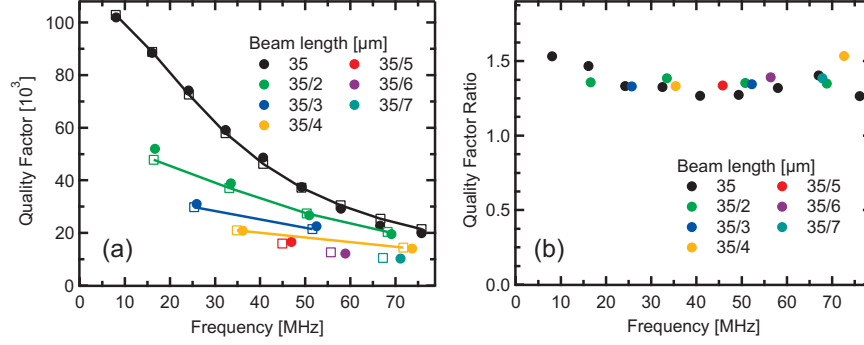 100
80
60
40
20
0
Quality Factor [10³]
Beam length [µm]
35
35/2
35/3
35/4
35/5
35/6
35/7
(a)
0 10 20 30 40 50 60 70
Frequency [MHz]
1.5
1.0
0.5
0.0
Quality Factor Ratio
Beam length [µm]
35
35/2
35/3
35/4
35/5
35/6
35/7
(b)
0 10 20 30 40 50 60 70
Frequency [MHz]